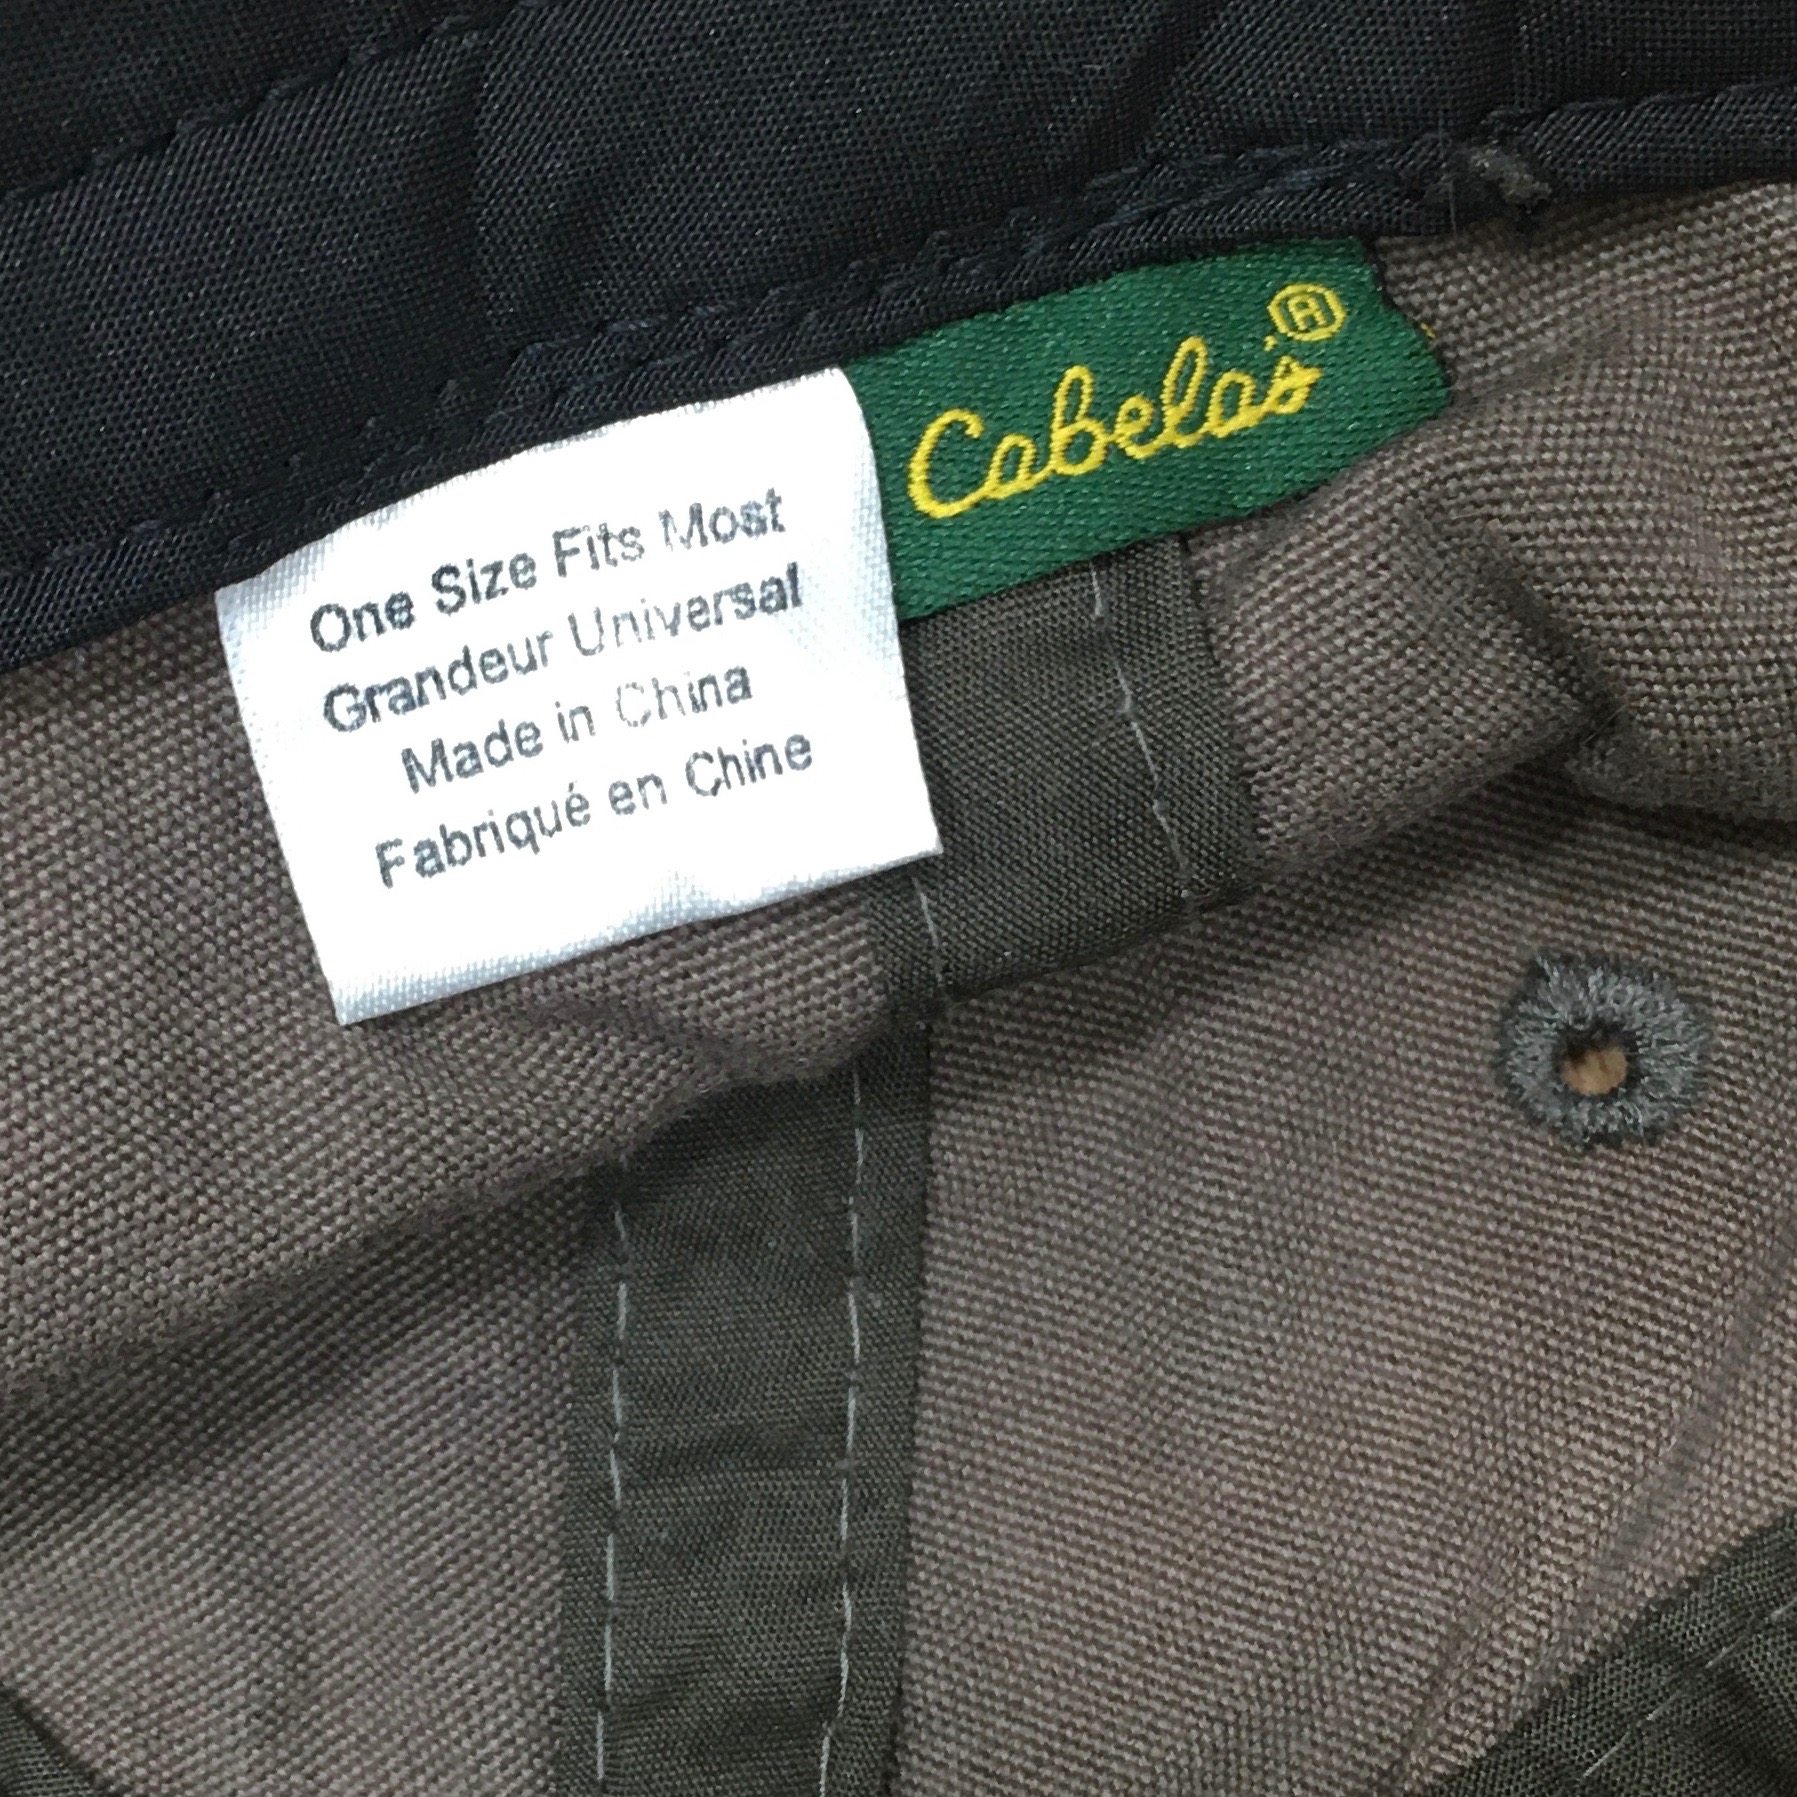 Cabela's®
One Size Fits Most
Grandeur Universal
Made in China
Fabriqué en Chine